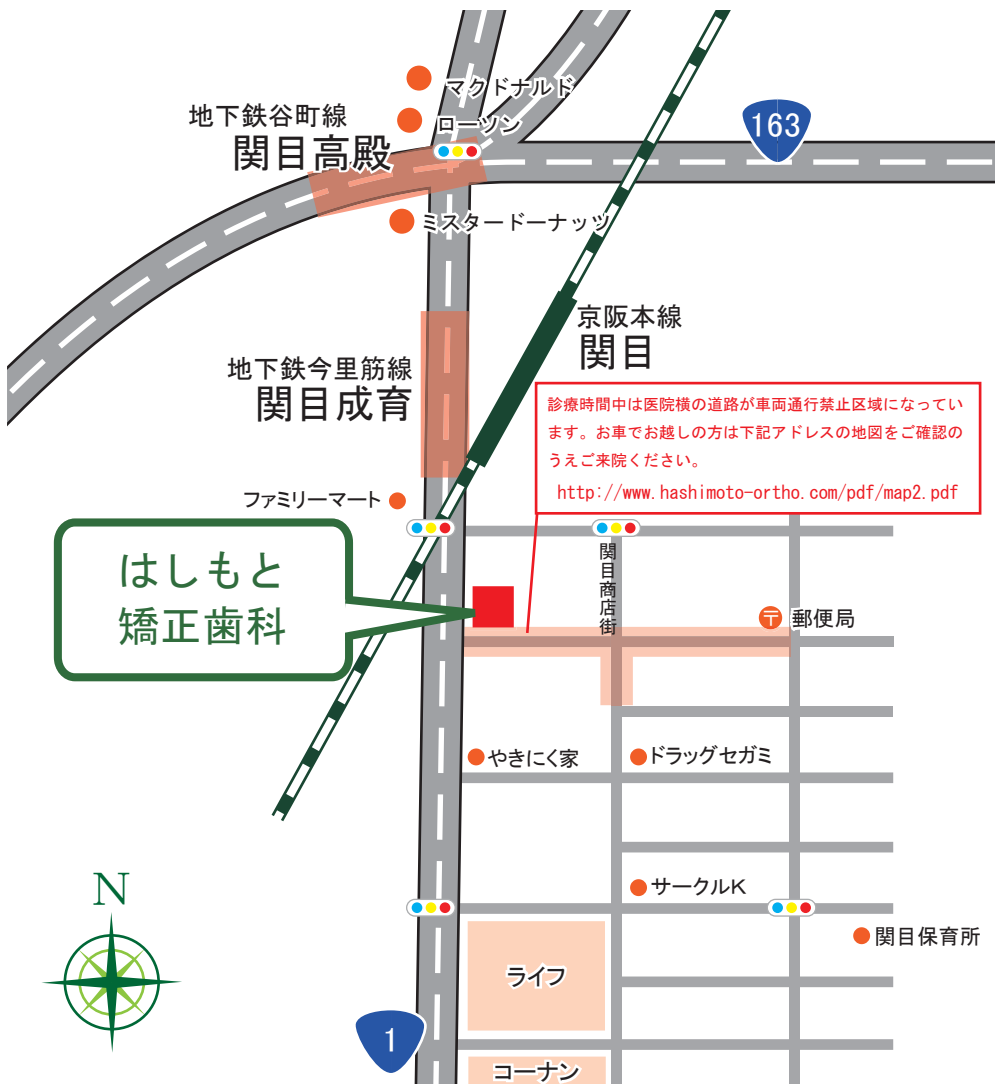 マクドナルド
地下鉄谷町線
ローソン
163
関目高殿
ミスタードーナッツ
京阪本線
関目
地下鉄今里筋線
関目成育
診療時間中は医院横の道路が車両通行禁止区域になってい
ます。お車でお越しの方は下記アドレスの地図をご確認の
うえご来院ください。
http://www.hashimoto-ortho.com/pdf/map2.pdf
ファミリーマート
はしもと
矯正歯科
関目商店街
〒 郵便局
やきにく家
ドラッグセガミ
サークルK
N
関目保育所
ライフ
1
コーナン